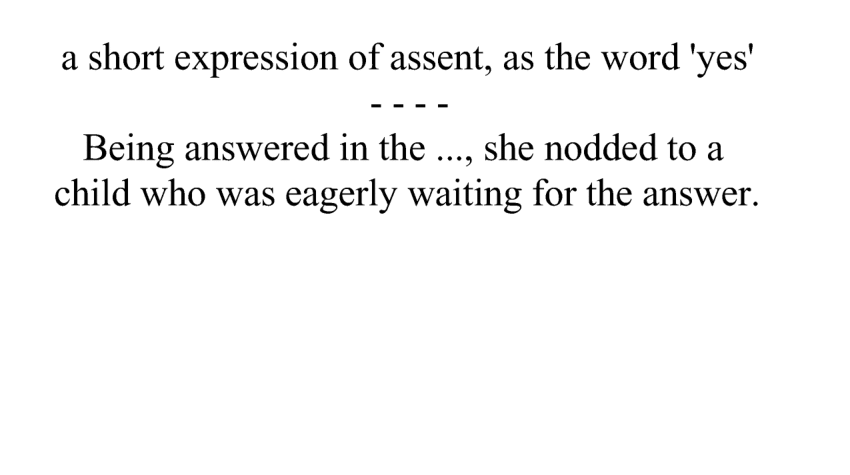 a short expression of assent, as the word 'yes'
- - - -
Being answered in the ..., she nodded to a
child who was eagerly waiting for the answer.